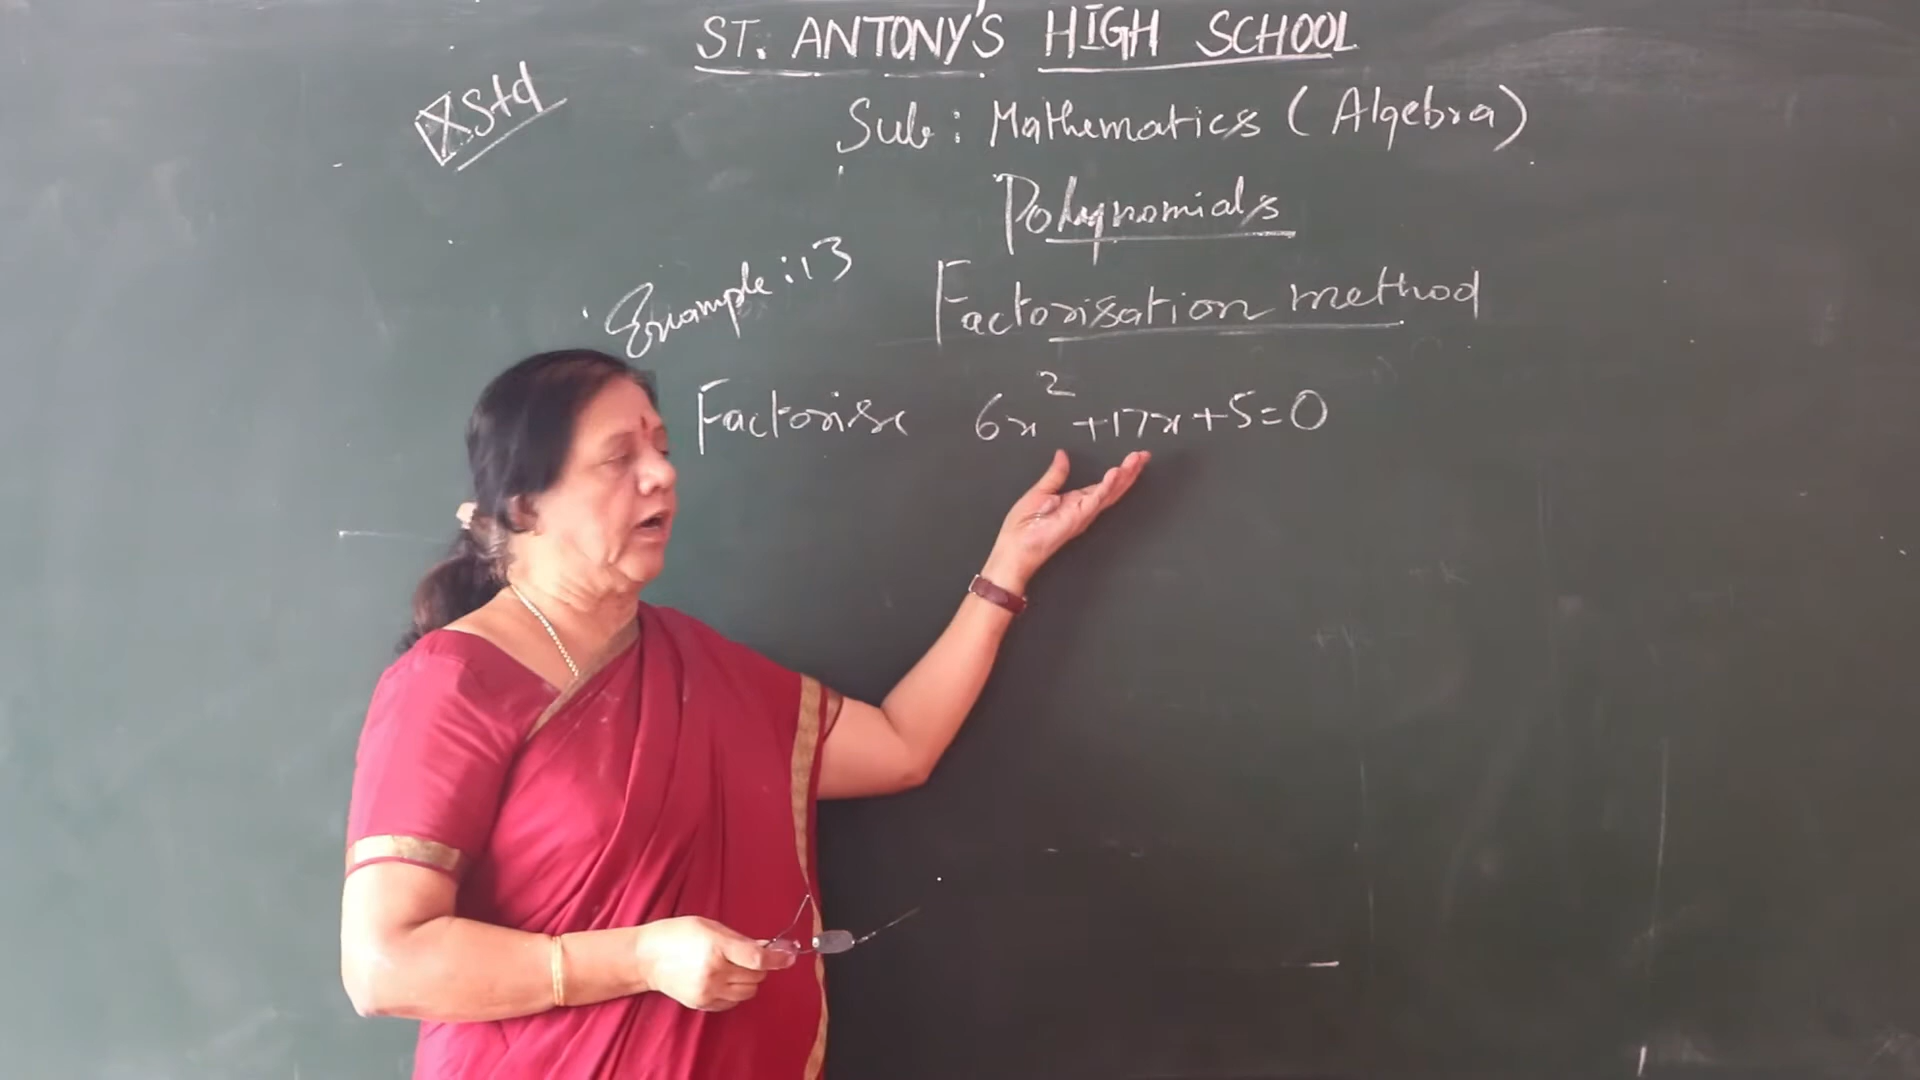 ST. ANTONY'S HIGH SCHOOL
X Std
Sub: Mathematics (Algebra)
Polynomials
Example: 13
Factorisation method
Factorise 6x² +17x+5=0